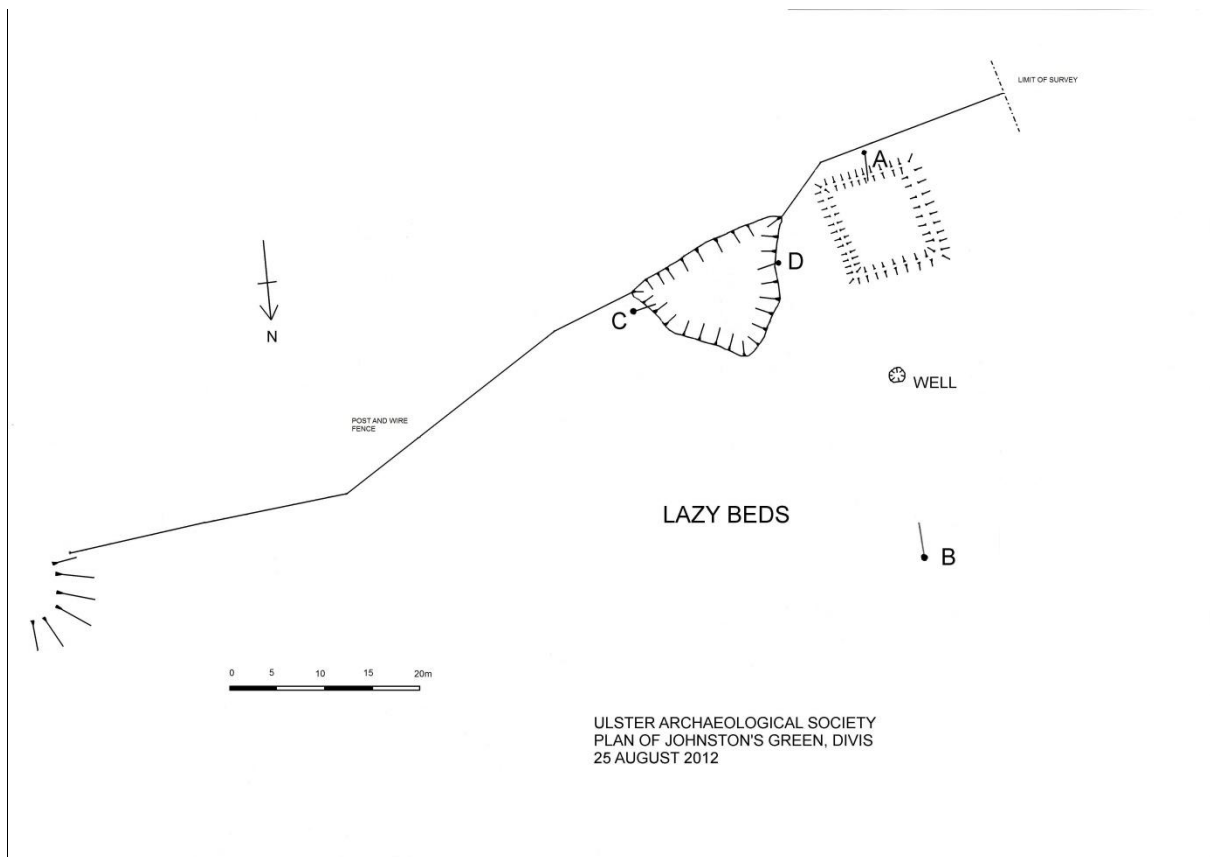 LIMIT OF SURVEY
A
D
C
N
WELL
POST AND WIRE
FENCE
LAZY BEDS
B
0 5 10 15 20m
ULSTER ARCHAEOLOGICAL SOCIETY
PLAN OF JOHNSTON'S GREEN, DIVIS
25 AUGUST 2012